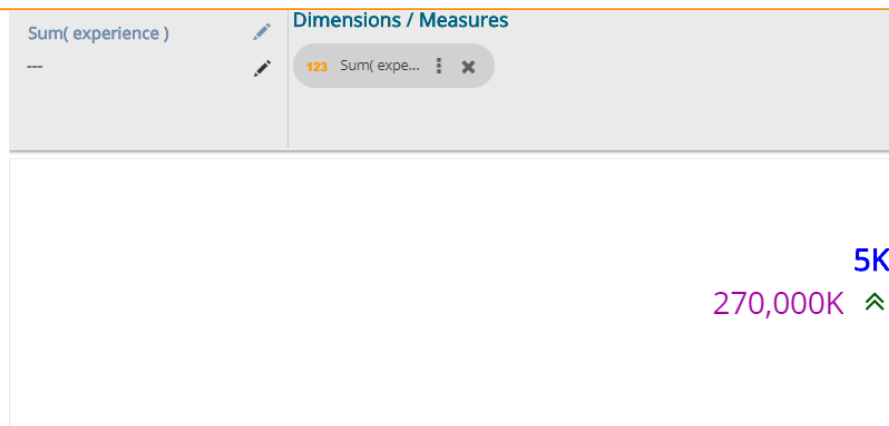 Sum( experience )
---
Dimensions / Measures
123 Sum( expe...
5K
270,000K